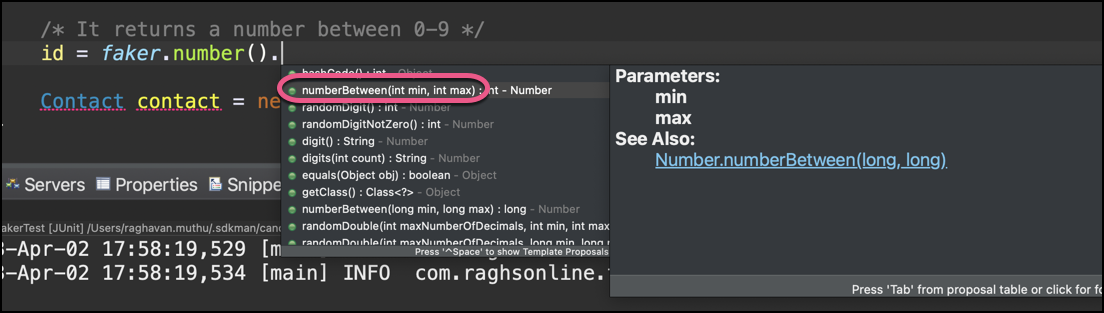 /* It returns a number between 0-9 */
id = faker.number().
Contact contact = ne
hashCode() : int - Object
numberBetween(int min, int max) : int - Number
randomDigit() : int - Number
randomDigitNotZero() : int - Number
digit() : String - Number
digits(int count) : String - Number
equals(Object obj) : boolean - Object
getClass() : Class<?> - Object
numberBetween(long min, long max) : long - Number
randomDouble(int maxNumberOfDecimals, int min, int max
randomDouble(int maxNumberOfDecimals, long min, long
Press '^Space' to show Template Proposals
Parameters:
min
max
See Also:
Number.numberBetween(long, long)
Press 'Tab' from proposal table or click for fo
Servers
Properties
Snippe
akerTest [JUnit] /Users/raghavan.muthu/.sdkman/canc
3-Apr-02 17:58:19,529 [m
3-Apr-02 17:58:19,534 [main] INFO com.raghsonline.